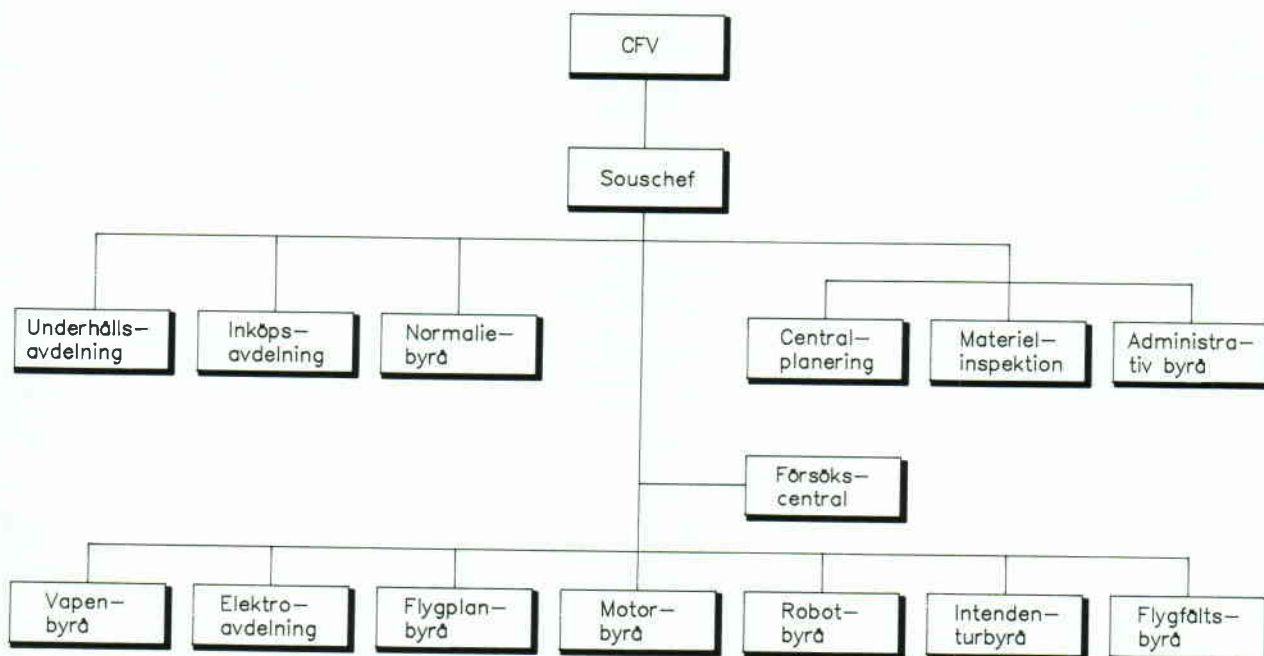 CFV
Souschef
Underhålls–
avdelning
Inköps–
avdelning
Normalie–
byrå
Central–
planering
Materiel–
inspektion
Administra–
tiv byrå
Försöks–
central
Vapen–
byrå
Elektro–
avdelning
Flygplan–
byrå
Motor–
byrå
Robot–
byrå
Intenden–
turbyrå
Flygfälts–
byrå